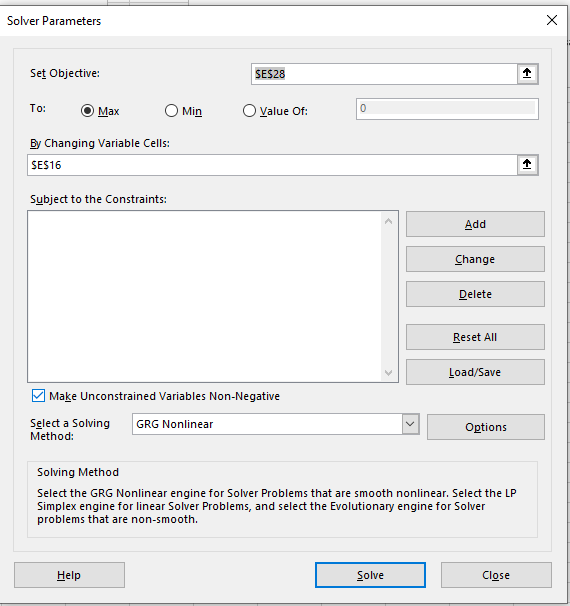 Solver Parameters
Set Objective:
$E$28
To:
Max
Min
Value Of:
0
By Changing Variable Cells:
$E$16
Subject to the Constraints:
Add
Change
Delete
Reset All
Load/Save
Make Unconstrained Variables Non-Negative
Select a Solving
Method:
GRG Nonlinear
Options
Solving Method
Select the GRG Nonlinear engine for Solver Problems that are smooth nonlinear. Select the LP
Simplex engine for linear Solver Problems, and select the Evolutionary engine for Solver
problems that are non-smooth.
Help
Solve
Close